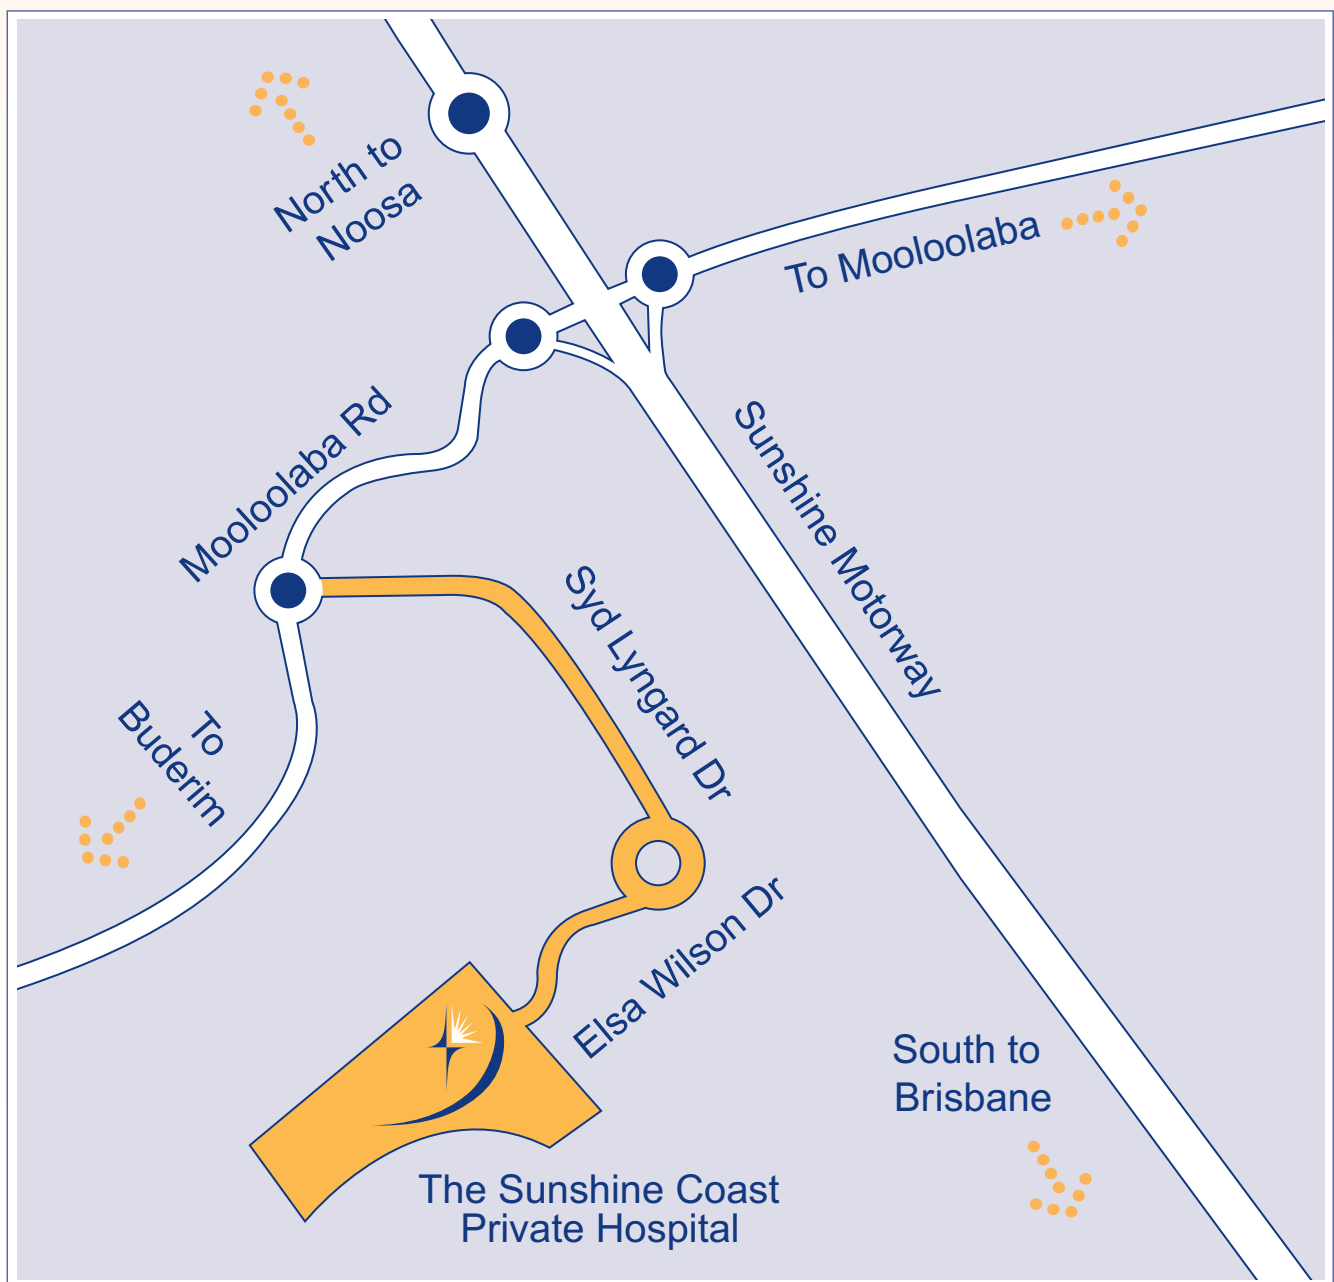 North to
Noosa
To Mooloolaba
Mooloolaba Rd
Sunshine Motorway
Syd Lyngard Dr
To
Buderim
Elsa Wilson Dr
South to
Brisbane
The Sunshine Coast
Private Hospital